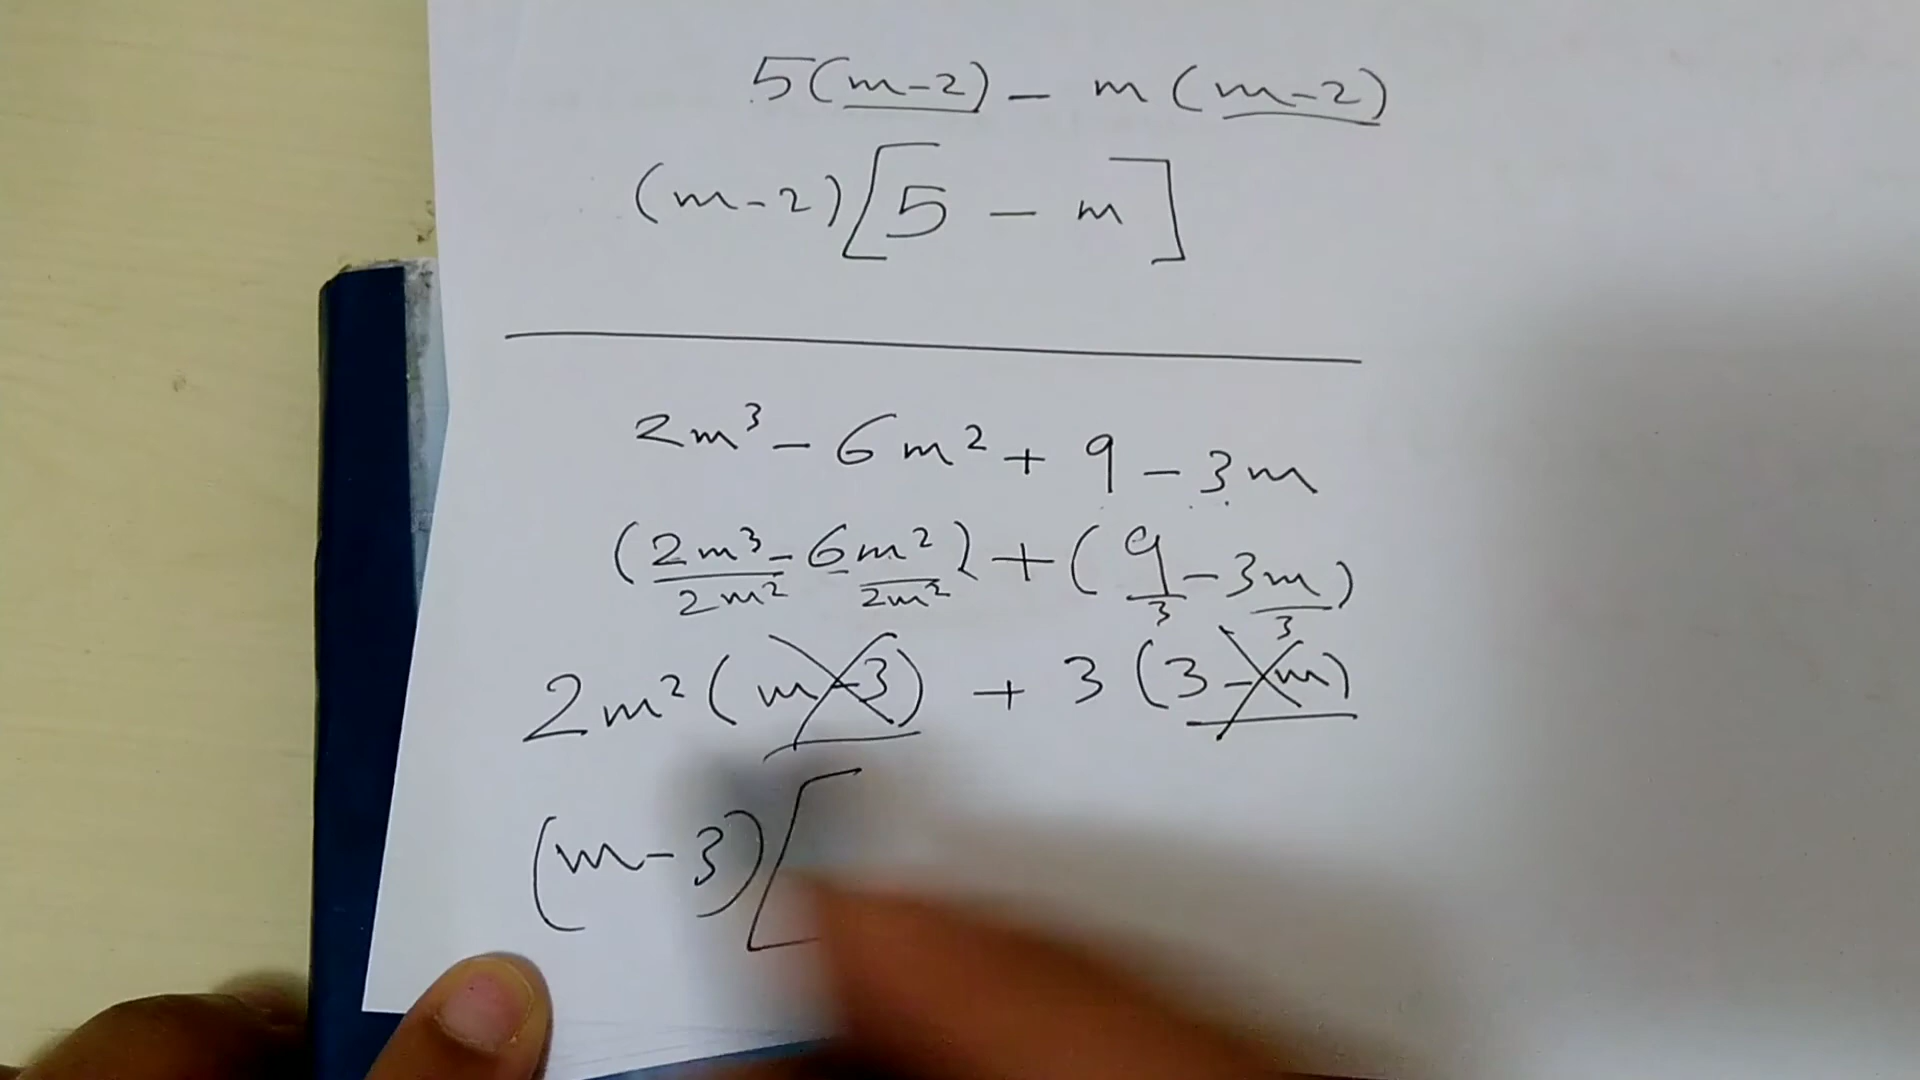 5(m-2) - m(m-2)
(m-2)[5 - m]
2m³ - 6m² + 9 - 3m
(2m³ - 6m²) + (9 - 3m)
2m² 2m² 3 3
2m²(m-3) + 3(3-m)
(m-3)[